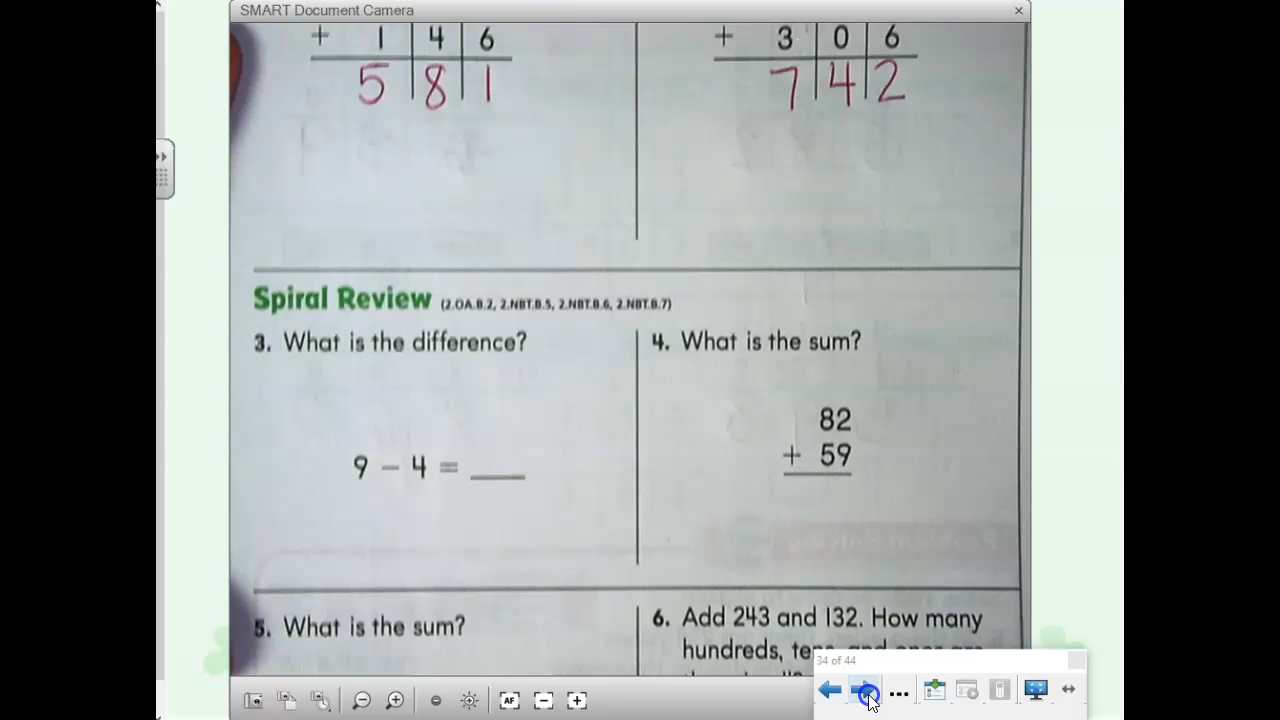 SMART Document Camera
+ 1 4 6
5 8 1
+ 3 0 6
7 4 2
Spiral Review (2.OA.B.2, 2.NBT.B.5, 2.NBT.B.6, 2.NBT.B.7)
3. What is the difference?
9 – 4 = ____
4. What is the sum?
82
+ 59
5. What is the sum?
6. Add 243 and 132. How many
hundreds,
34 of 44
AF